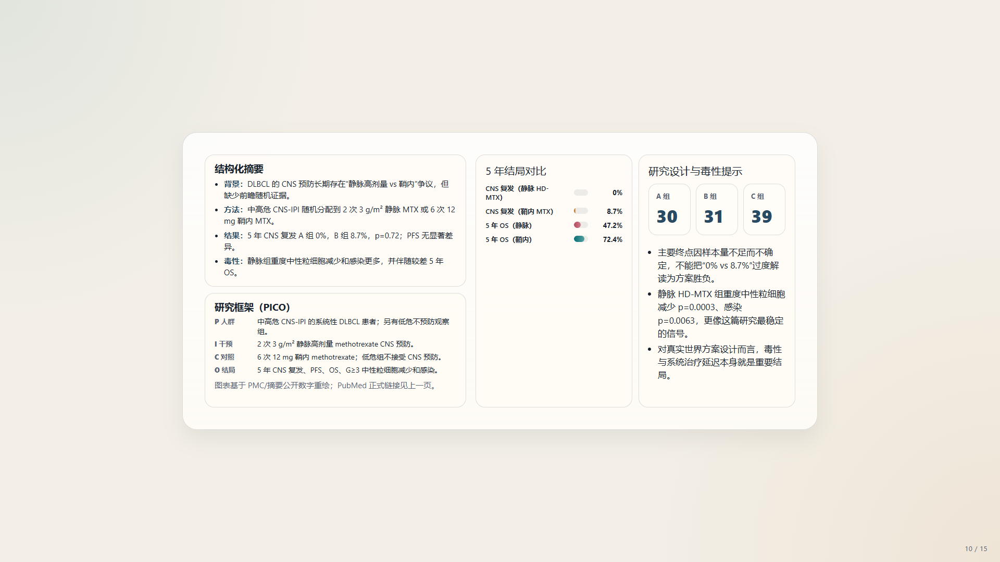 结构化摘要
• 背景：DLBCL 的 CNS 预防长期存在“静脉高剂量 vs 鞘内”争议，但
缺少前瞻随机证据。
• 方法：中高危 CNS-IPI 随机分配到 2 次 3 g/m² 静脉 MTX 或 6 次 12
mg 鞘内 MTX。
• 结果：5 年 CNS 复发 A 组 0%，B 组 8.7%，p=0.72；PFS 无显著差
异。
• 毒性：静脉组重度中性粒细胞减少和感染更多，并伴随较差 5 年
OS。
研究框架（PICO）
P 人群 中高危 CNS-IPI 的系统性 DLBCL 患者；另有低危不预防观察
组。
I 干预 2 次 3 g/m² 静脉高剂量 methotrexate CNS 预防。
C 对照 6 次 12 mg 鞘内 methotrexate；低危组不接受 CNS 预防。
O 结局 5 年 CNS 复发、PFS、OS、G≥3 中性粒细胞减少和感染。
图表基于 PMC/摘要公开数字重绘；PubMed 正式链接见上一页。
5 年结局对比
CNS 复发（静脉 HD-
MTX） 0%
CNS 复发（鞘内 MTX） 8.7%
5 年 OS（静脉） 47.2%
5 年 OS（鞘内） 72.4%
研究设计与毒性提示
A 组 B 组 C 组
30 31 39
• 主要终点因样本量不足而不确
定，不能把“0% vs 8.7%”过度解
读为方案胜负。
• 静脉 HD-MTX 组重度中性粒细胞
减少 p=0.0003、感染
p=0.0063，更像这篇研究最稳定
的信号。
• 对真实世界方案设计而言，毒性
与系统治疗延迟本身就是重要结
局。
10 / 15